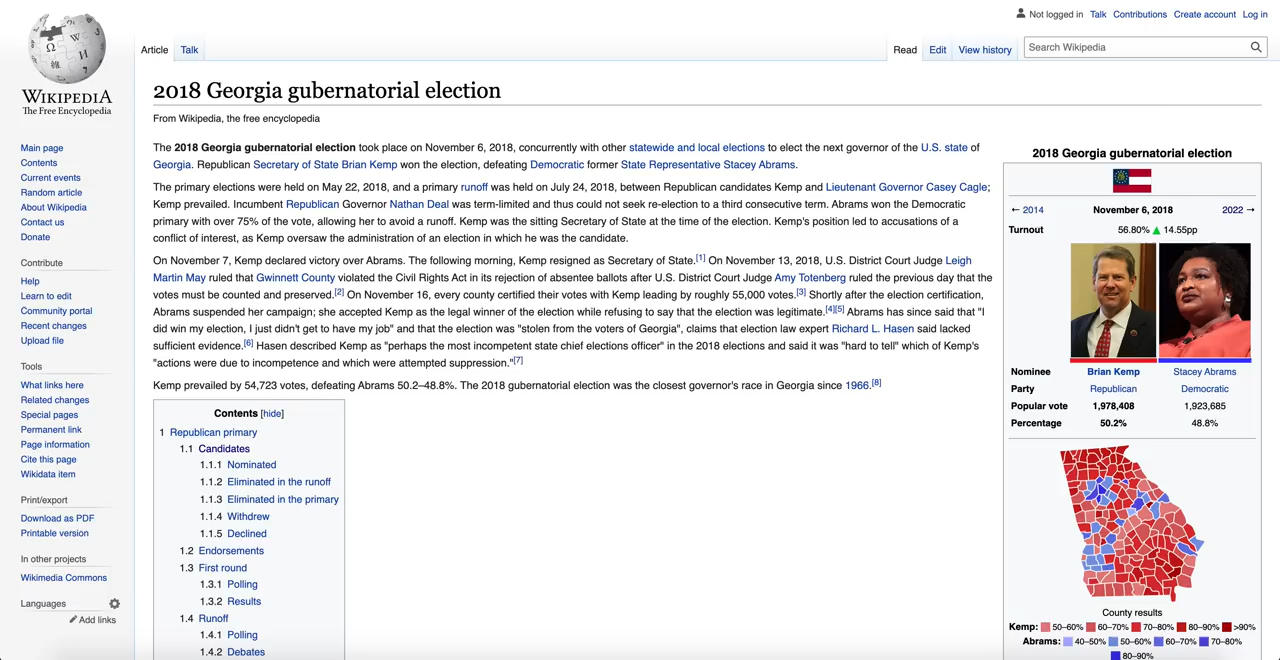 Not logged in Talk Contributions Create account Log in
Article Talk
Read Edit View history
Search Wikipedia
WIKIPEDIA
The Free Encyclopedia
Main page
Contents
Current events
Random article
About Wikipedia
Contact us
Donate
Contribute
Help
Learn to edit
Community portal
Recent changes
Upload file
Tools
What links here
Related changes
Special pages
Permanent link
Page information
Cite this page
Wikidata item
Print/export
Download as PDF
Printable version
In other projects
Wikimedia Commons
Languages
Add links
2018 Georgia gubernatorial election
From Wikipedia, the free encyclopedia
The 2018 Georgia gubernatorial election took place on November 6, 2018, concurrently with other statewide and local elections to elect the next governor of the U.S. state of
Georgia. Republican Secretary of State Brian Kemp won the election, defeating Democratic former State Representative Stacey Abrams.
The primary elections were held on May 22, 2018, and a primary runoff was held on July 24, 2018, between Republican candidates Kemp and Lieutenant Governor Casey Cagle;
Kemp prevailed. Incumbent Republican Governor Nathan Deal was term-limited and thus could not seek re-election to a third consecutive term. Abrams won the Democratic
primary with over 75% of the vote, allowing her to avoid a runoff. Kemp was the sitting Secretary of State at the time of the election. Kemp's position led to accusations of a
conflict of interest, as Kemp oversaw the administration of an election in which he was the candidate.
On November 7, Kemp declared victory over Abrams. The following morning, Kemp resigned as Secretary of State.[1] On November 13, 2018, U.S. District Court Judge Leigh
Martin May ruled that Gwinnett County violated the Civil Rights Act in its rejection of absentee ballots after U.S. District Court Judge Amy Totenberg ruled the previous day that the
votes must be counted and preserved.[2] On November 16, every county certified their votes with Kemp leading by roughly 55,000 votes.[3] Shortly after the election certification,
Abrams suspended her campaign; she accepted Kemp as the legal winner of the election while refusing to say that the election was legitimate.[4][5] Abrams has since said that "I
did win my election, I just didn't get to have my job" and that the election was "stolen from the voters of Georgia", claims that election law expert Richard L. Hasen said lacked
sufficient evidence.[6] Hasen described Kemp as "perhaps the most incompetent state chief elections officer" in the 2018 elections and said it was "hard to tell" which of Kemp's
"actions were due to incompetence and which were attempted suppression."[7]
Kemp prevailed by 54,723 votes, defeating Abrams 50.2–48.8%. The 2018 gubernatorial election was the closest governor's race in Georgia since 1966.[8]
Contents [hide]
1 Republican primary
1.1 Candidates
1.1.1 Nominated
1.1.2 Eliminated in the runoff
1.1.3 Eliminated in the primary
1.1.4 Withdrew
1.1.5 Declined
1.2 Endorsements
1.3 First round
1.3.1 Polling
1.3.2 Results
1.4 Runoff
1.4.1 Polling
1.4.2 Debates
2018 Georgia gubernatorial election
← 2014 November 6, 2018 2022 →
Turnout 56.80% ▲ 14.55pp
Nominee Brian Kemp Stacey Abrams
Party Republican Democratic
Popular vote 1,978,408 1,923,685
Percentage 50.2% 48.8%
County results
Kemp: 50–60% 60–70% 70–80% 80–90% >90%
Abrams: 40–50% 50–60% 60–70% 70–80%
80–90%